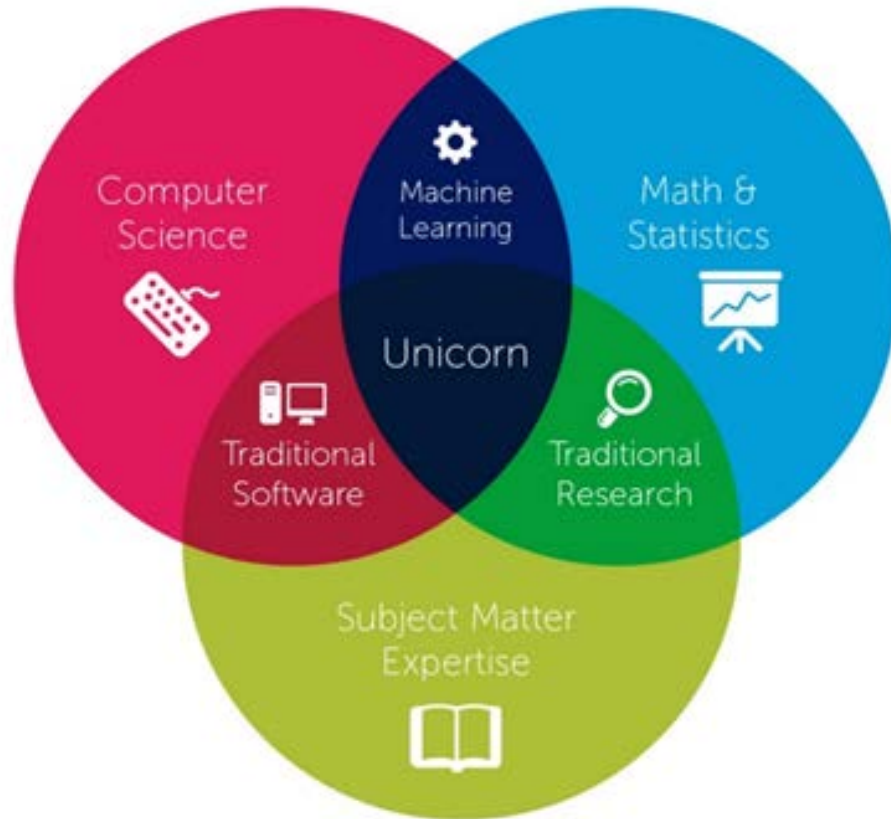 Machine
Learning
Computer
Science
Math &
Statistics
Unicorn
Traditional
Software
Traditional
Research
Subject Matter
Expertise